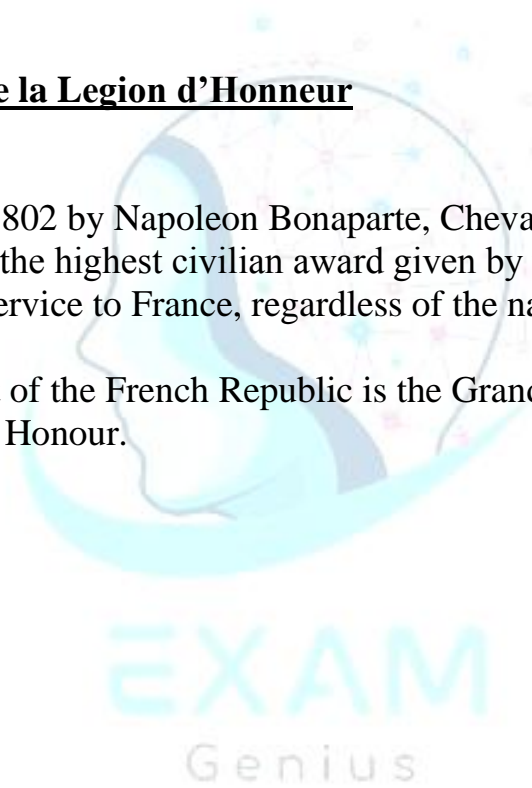 e la Legion d’Honneur
802 by Napoleon Bonaparte, Cheva
the highest civilian award given by
ervice to France, regardless of the na
of the French Republic is the Grand
Honour.
EXAM
Genius